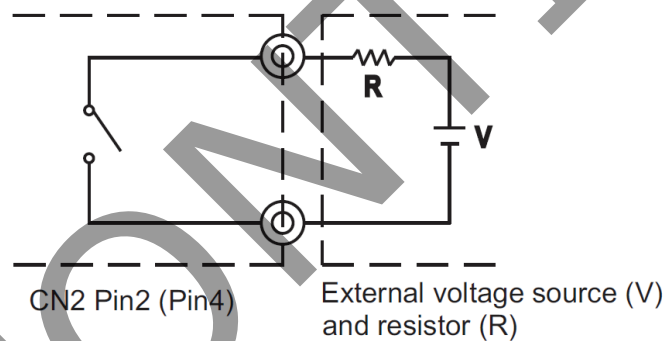 R
V
CN2 Pin2 (Pin4)
External voltage source (V)
and resistor (R)